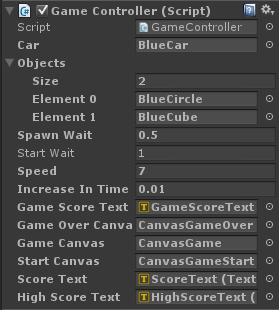 Game Controller (Script)
Script GameController
Car BlueCar
Objects
Size 2
Element 0 BlueCircle
Element 1 BlueCube
Spawn Wait 0.5
Start Wait 1
Speed 7
Increase In Time 0.01
Game Score Text GameScoreText
Game Over Canva CanvasGameOver
Game Canvas CanvasGame
Start Canvas CanvasGameStart
Score Text ScoreText (Text
High Score Text HighScoreText (